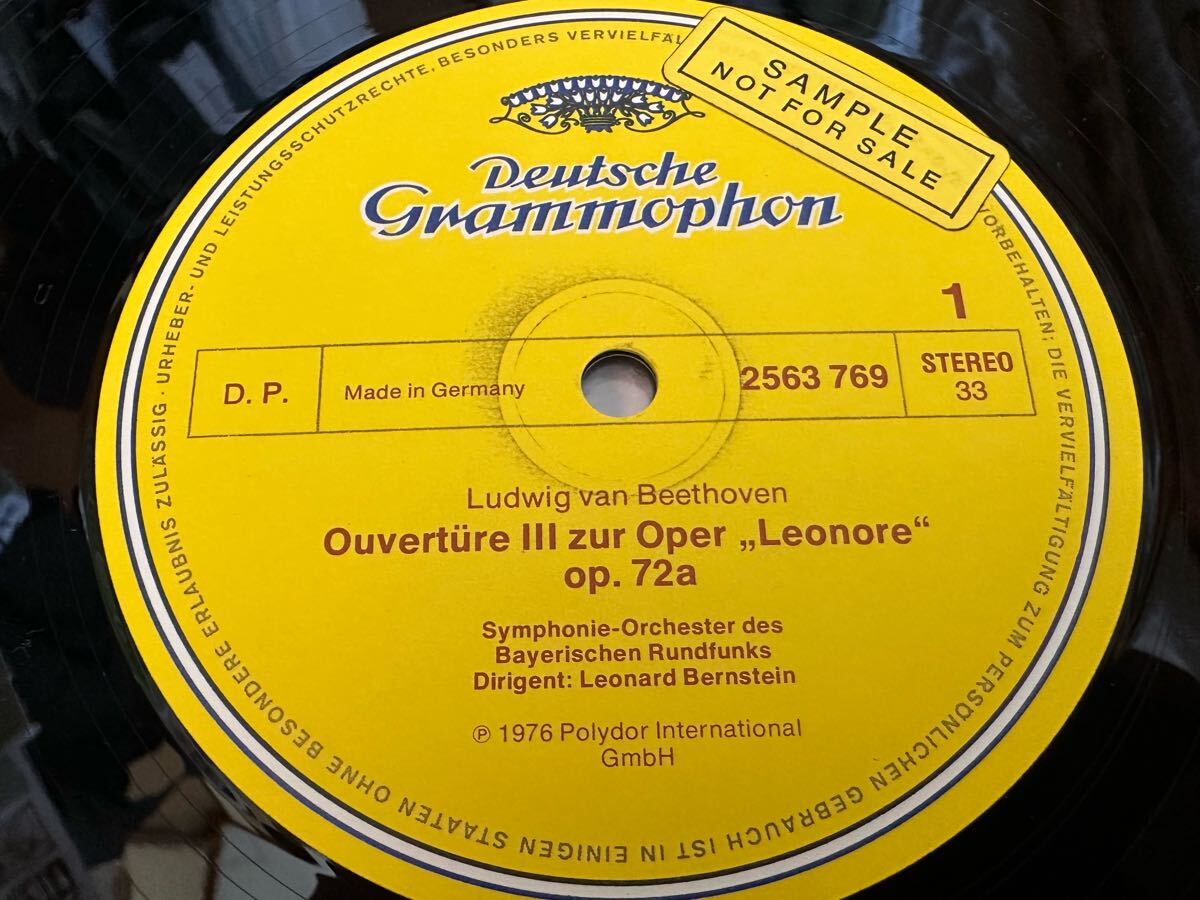 SAMPLE
NOT FOR SALE
Deutsche
Grammophon
1
D. P.
Made in Germany
2563 769
STEREO
33
Ludwig van Beethoven
Ouvertüre III zur Oper „Leonore“
op. 72a
Symphonie-Orchester des
Bayerischen Rundfunks
Dirigent: Leonard Bernstein
℗ 1976 Polydor International
GmbH
URHEBER- UND LEISTUNGSSCHUTZRECHTE, BESONDERS VERVIELFÄL
VORBEHALTEN; DIE VERVIELFÄLTIGUNG ZUM PERSÖNLICHEN GEBRAUCH IST IN EINIGEN STAATEN OHNE BESONDERE ERLAUBNIS ZULÄSSIG ·